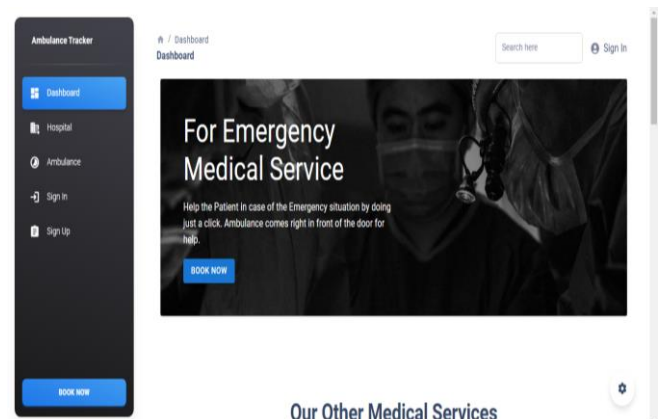 Ambulance Tracker
Dashboard
Hospital
Ambulance
Sign In
Sign Up
BOOK NOW
/ Dashboard
Dashboard
Search here
Sign In
For Emergency
Medical Service
Help the Patient in case of the Emergency situation by doing
just a click. Ambulance comes right in front of the door for
help.
BOOK NOW
Our Other Medical Services